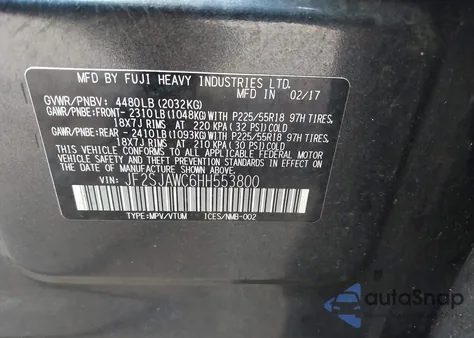 MFD BY FUJI HEAVY INDUSTRIES LTD.
GVWR/PNBV: 4480LB(2032KG) MFD IN 02/17
GAWR/PNBE:FRONT- 2310LB(1048KG)WITH P225/55R18 97H TIRES,
18X7J RIMS AT 220 KPA(32 PSI)COLD
GAWR/PNBE:REAR - 2410LB(1093KG)WITH P225/55R18 97H TIRES,
18X7J RIMS AT 210 KPA(30 PSI)COLD
THIS VEHICLE CONFORMS TO ALL APPLICABLE FEDERAL MOTOR
VEHICLE SAFETY AND BUMPER STANDARDS IN EFFECT ON THE
DATE OF MANUFACTURE SHOWN ABOVE.
JF2SJAWC6HH553800
TYPE:MPV/VTUM ICES/NMB-002
autoSnap